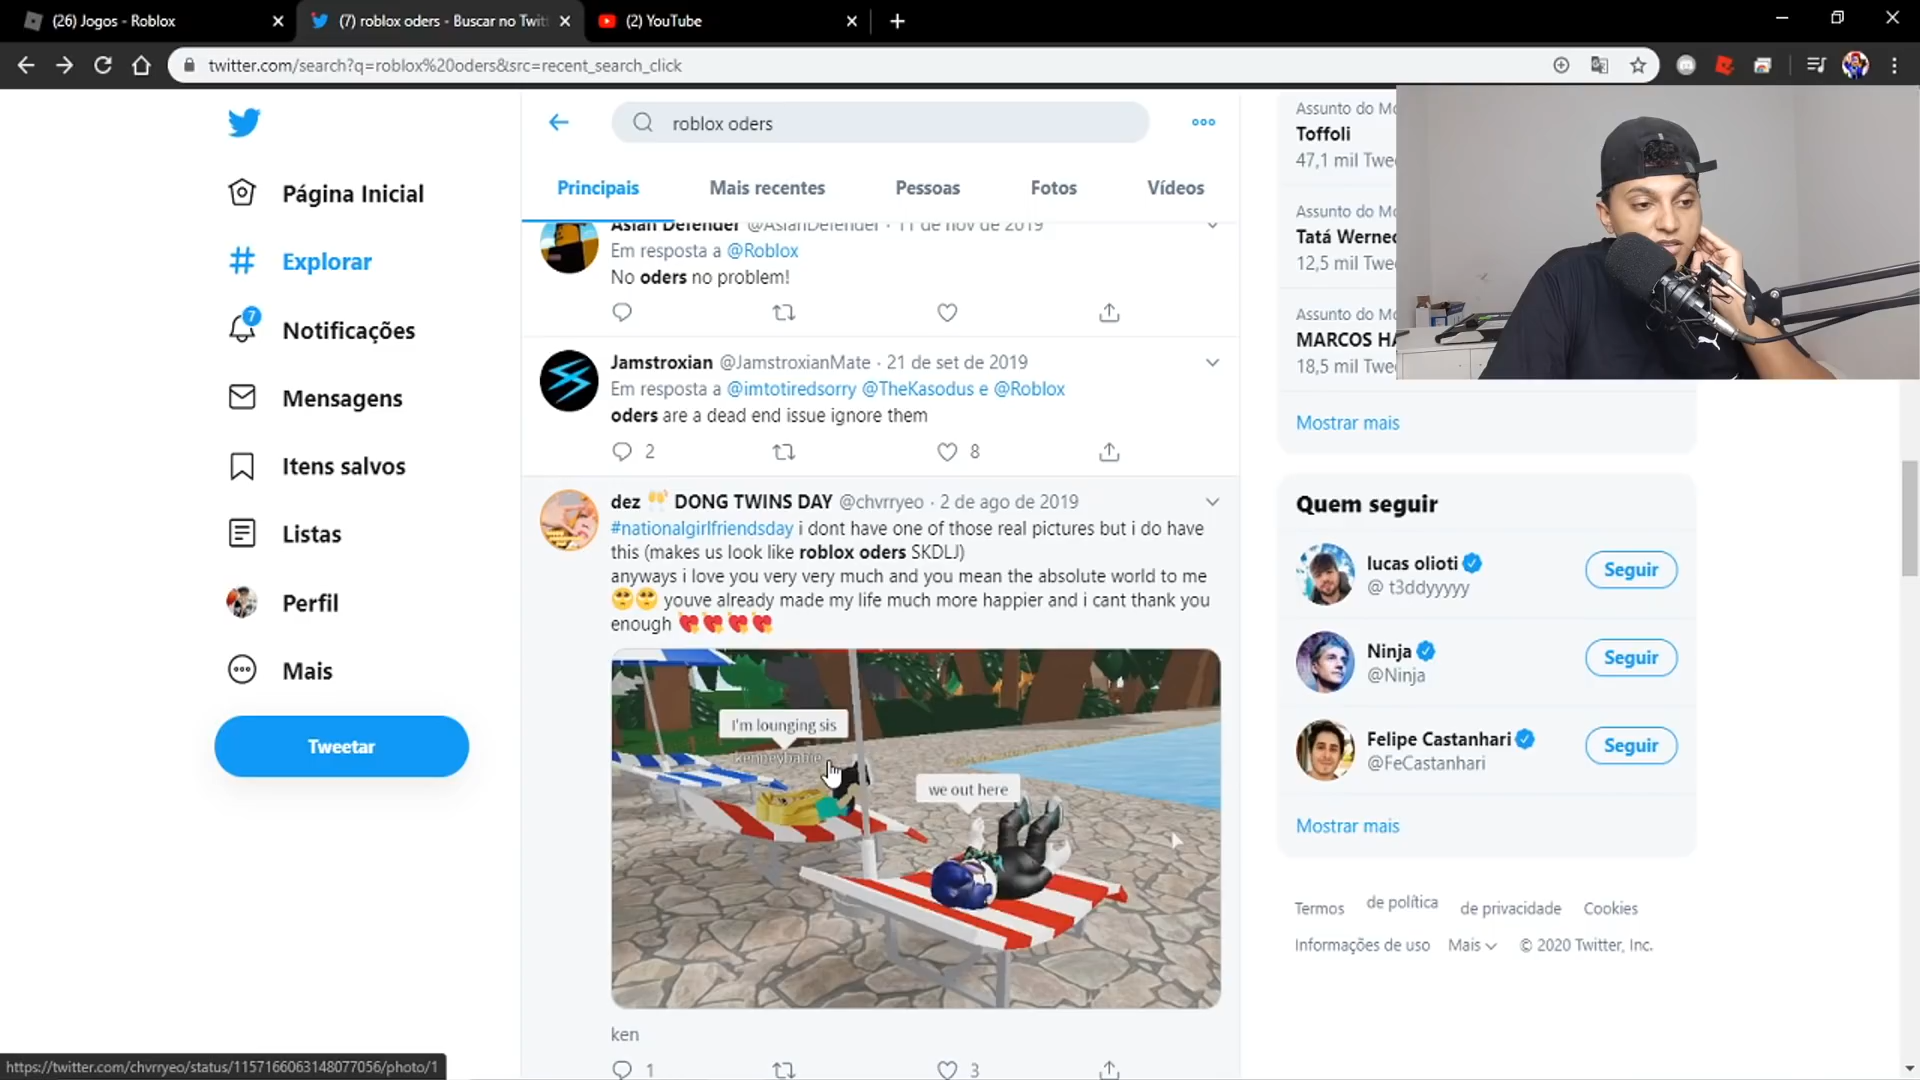 (26) Jogos - Roblox
(7) roblox oders - Buscar no Twit
(2) YouTube
twitter.com/search?q=roblox%20oders&src=recent_search_click
Página Inicial
Explorar
7
Notificações
Mensagens
Itens salvos
Listas
Perfil
Mais
Tweetar
roblox oders
Principais
Mais recentes
Pessoas
Fotos
Vídeos
Asian Defender @AsianDefender · 11 de nov de 2019
Em resposta a @Roblox
No oders no problem!
Jamstroxian @JamstroxianMate · 21 de set de 2019
Em resposta a @imtotiredsorry @TheKasodus e @Roblox
oders are a dead end issue ignore them
2
8
dez 🥂 DONG TWINS DAY @chvrryeo · 2 de ago de 2019
#nationalgirlfriendsday i dont have one of those real pictures but i do have
this (makes us look like roblox oders SKDLJ)
anyways i love you very very much and you mean the absolute world to me
🥺🥺 youve already made my life much more happier and i cant thank you
enough 💘💘💘💘
I'm lounging sis
we out here
ken
1
3
Assunto do Mo
Toffoli
47,1 mil Twee
Assunto do Mo
Tatá Wernec
12,5 mil Twee
Assunto do Mo
MARCOS HA
18,5 mil Twee
Mostrar mais
Quem seguir
lucas olioti
@ t3ddyyyyy
Seguir
Ninja
@Ninja
Seguir
Felipe Castanhari
@FeCastanhari
Seguir
Mostrar mais
Termos de política de privacidade Cookies
Informações de uso Mais © 2020 Twitter, Inc.
https://twitter.com/chvrryeo/status/1157166063148077056/photo/1